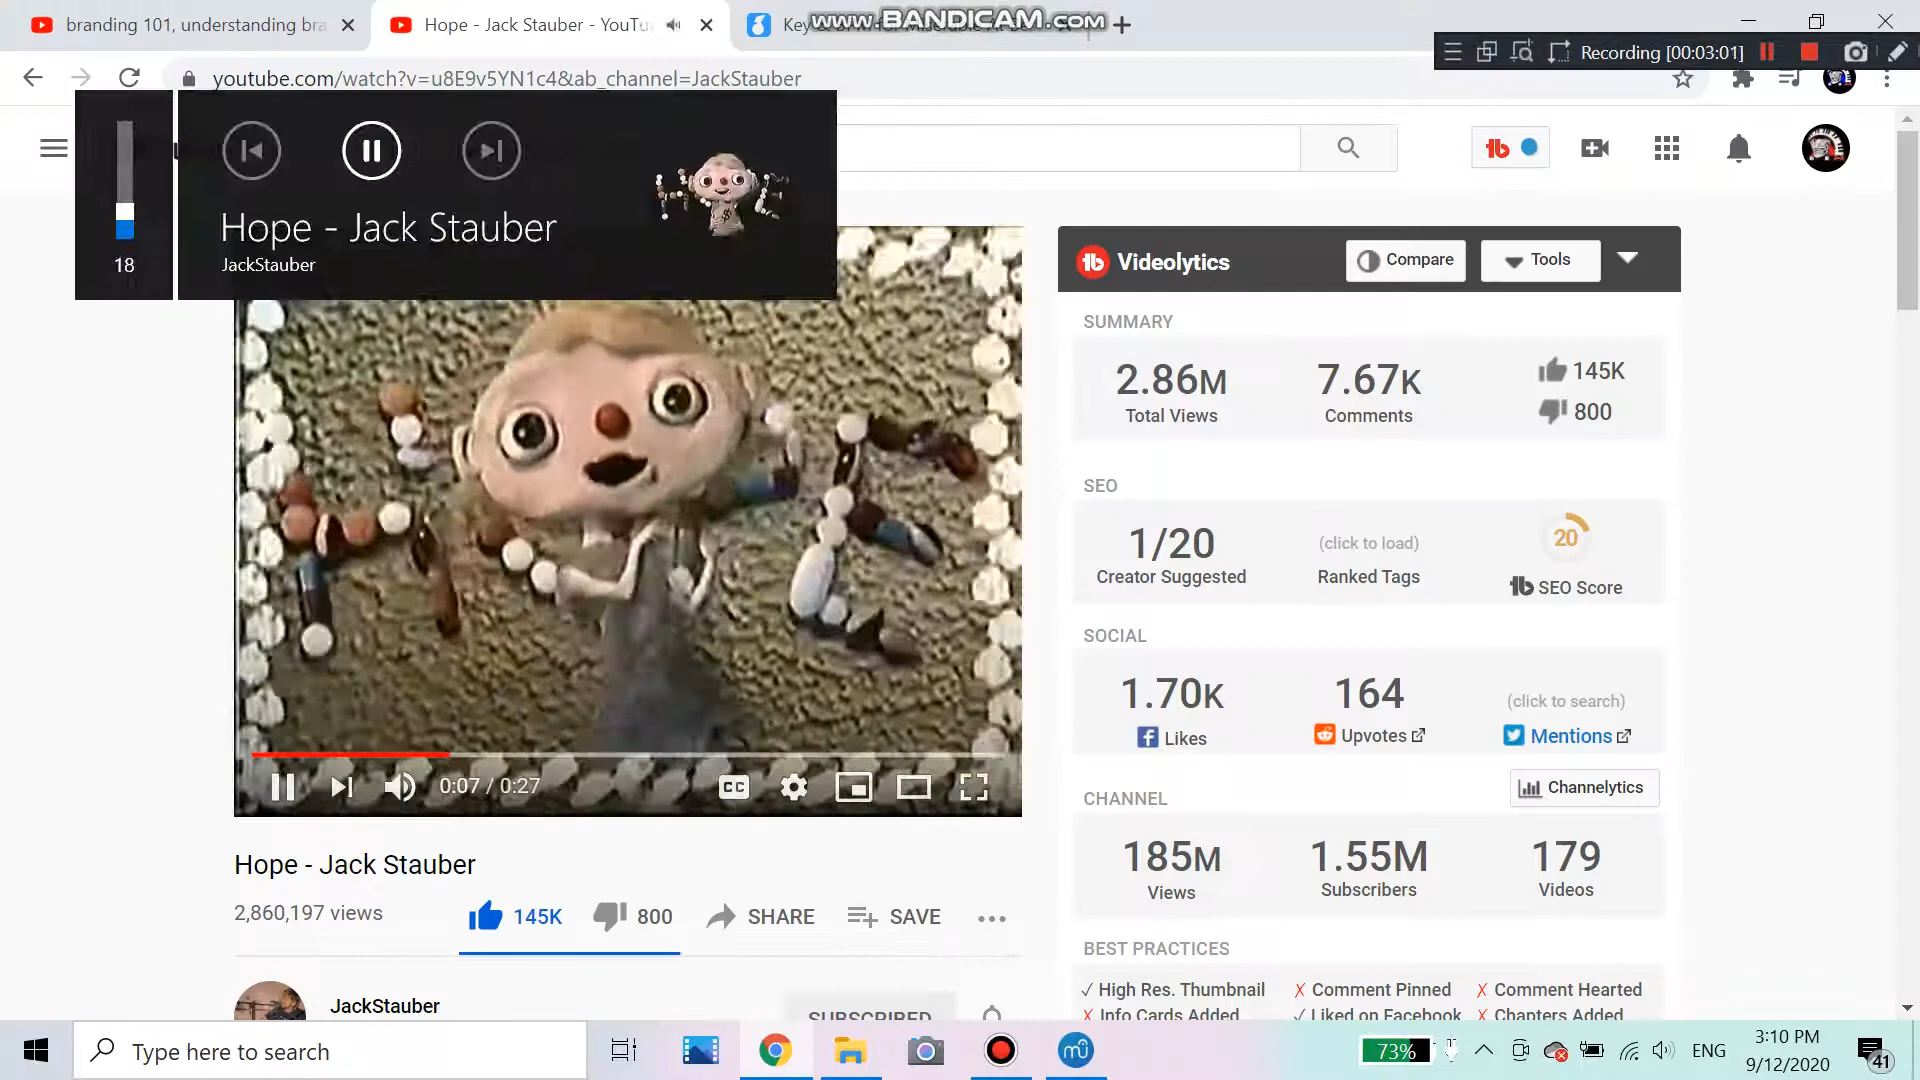 branding 101, understanding bra
Hope - Jack Stauber - YouTu
www.BANDICAM.com
Recording [00:03:01]
youtube.com/watch?v=u8E9v5YN1c4&ab_channel=JackStauber
18
Hope - Jack Stauber
JackStauber
Videolytics
Compare
Tools
SUMMARY
2.86M
Total Views
7.67K
Comments
145K
800
SEO
1/20
Creator Suggested
(click to load)
Ranked Tags
20
SEO Score
SOCIAL
1.70K
Likes
164
Upvotes
(click to search)
Mentions
CHANNEL
Channelytics
185M
Views
1.55M
Subscribers
179
Videos
BEST PRACTICES
✓ High Res. Thumbnail
X Comment Pinned
X Comment Hearted
X Info Cards Added
✓ Liked on Facebook
X Chapters Added
HOPE
0:07 / 0:27
CC
Hope - Jack Stauber
2,860,197 views
145K
800
SHARE
SAVE
JackStauber
SUBSCRIBED
Type here to search
73%
ENG
3:10 PM
9/12/2020
41